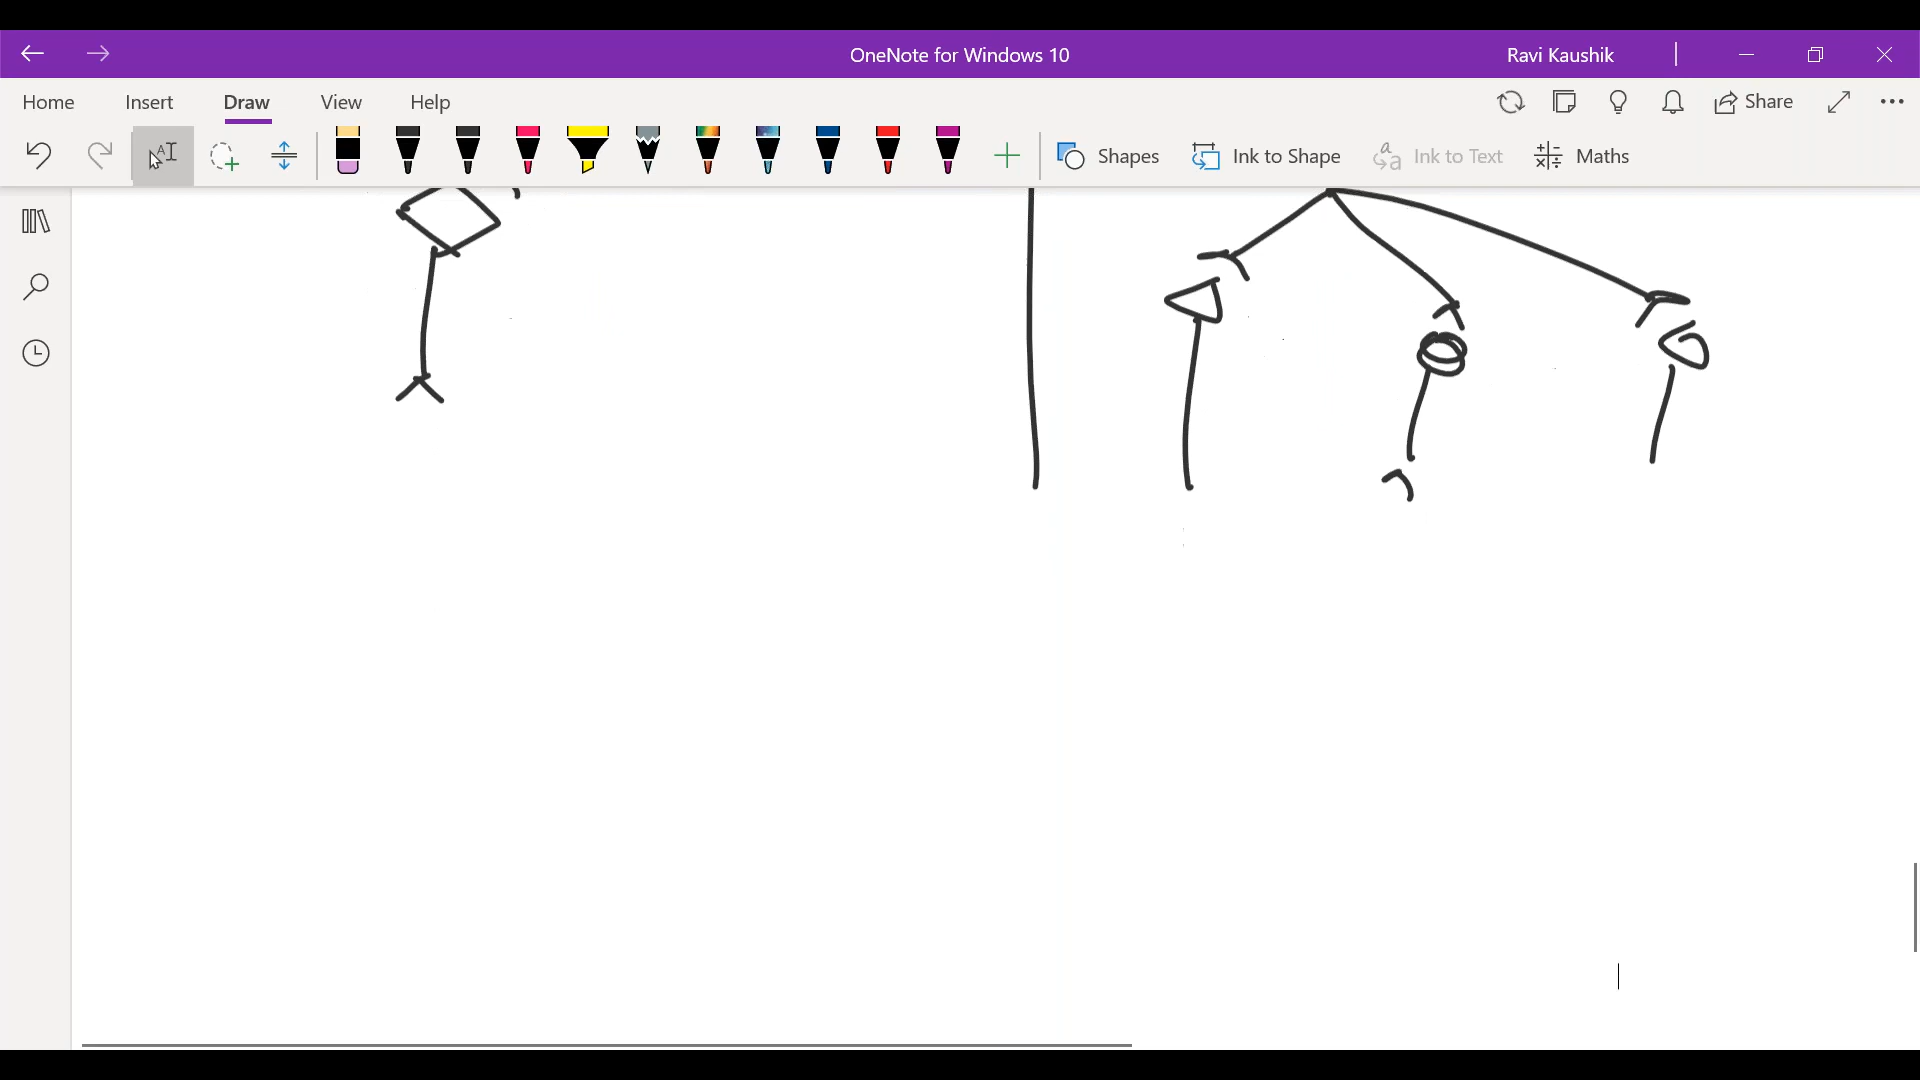 OneNote for Windows 10
Ravi Kaushik
Home Insert Draw View Help
Share
Shapes Ink to Shape Ink to Text Maths